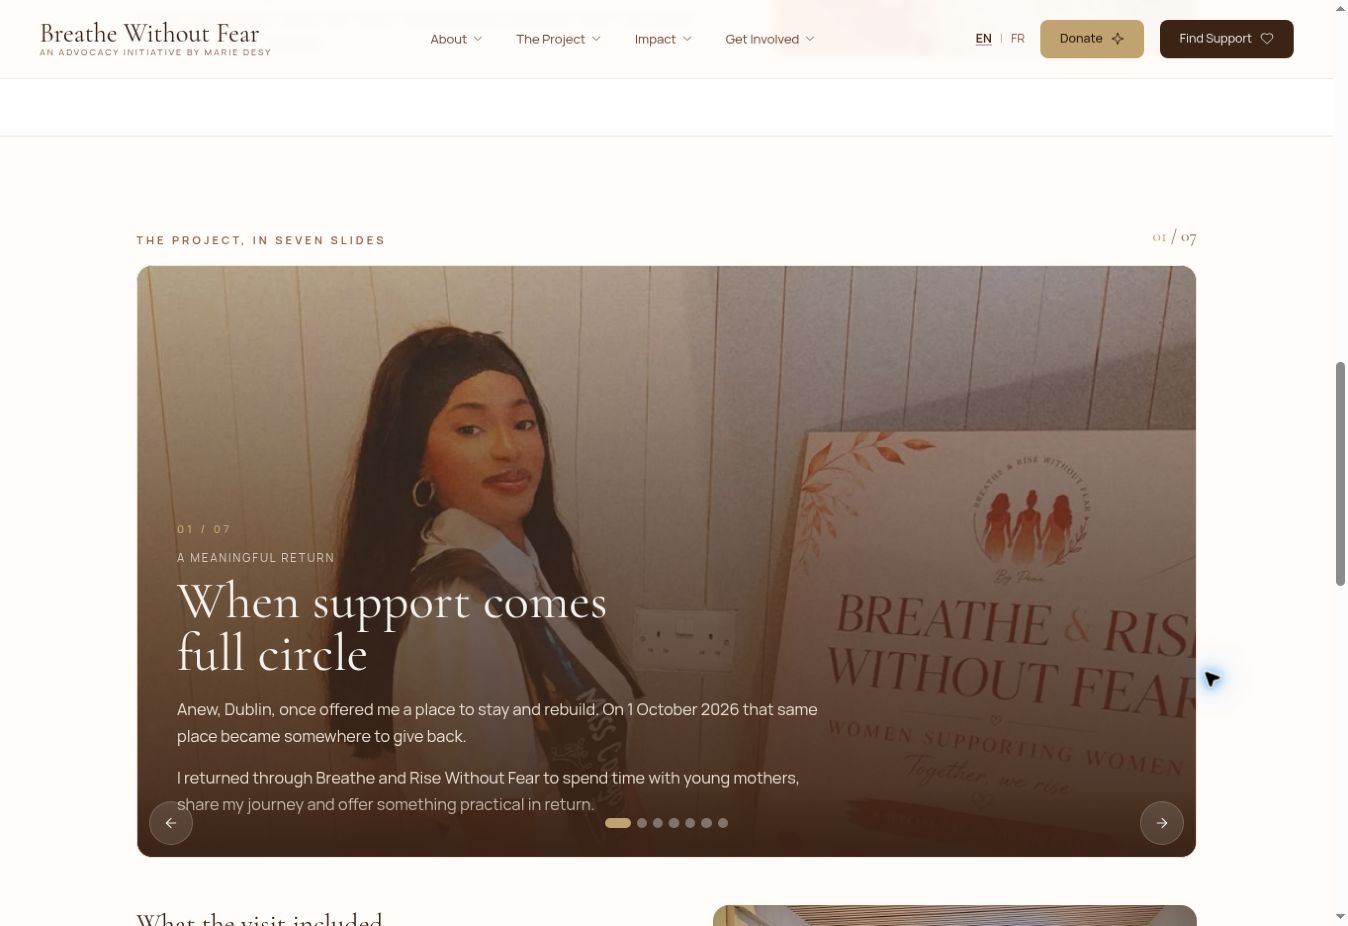 Breathe Without Fear
AN ADVOCACY INITIATIVE BY MARIE DESY
About
The Project
Impact
Get Involved
EN | FR
Donate
Find Support
THE PROJECT, IN SEVEN SLIDES
01 / 07
BREATHE & RISE WITHOUT FEAR
By Pena
BREATHE & RISE
WITHOUT FEAR
WOMEN SUPPORTING WOMEN
Together, we rise
01 / 07
A MEANINGFUL RETURN
When support comes
full circle
Anew, Dublin, once offered me a place to stay and rebuild. On 1 October 2026 that same
place became somewhere to give back.
I returned through Breathe and Rise Without Fear to spend time with young mothers,
share my journey and offer something practical in return.
MISS CONGO
What the visit included